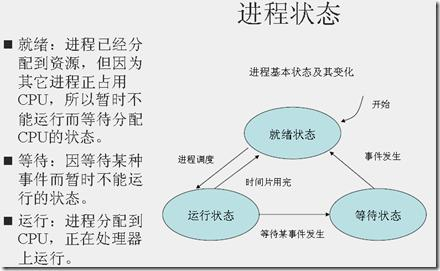 进程状态
就绪：进程已经分
配到资源，但因为
其它进程正占用
CPU，所以暂时不
能运行而等待分配
CPU的状态。
等待：因等待某种
事件而暂时不能运
行的状态。
运行：进程分配到
CPU，正在处理器
上运行。
进程基本状态及其变化
开始
就绪状态
进程调度
事件发生
时间片用完
运行状态
等待状态
等待某事件发生